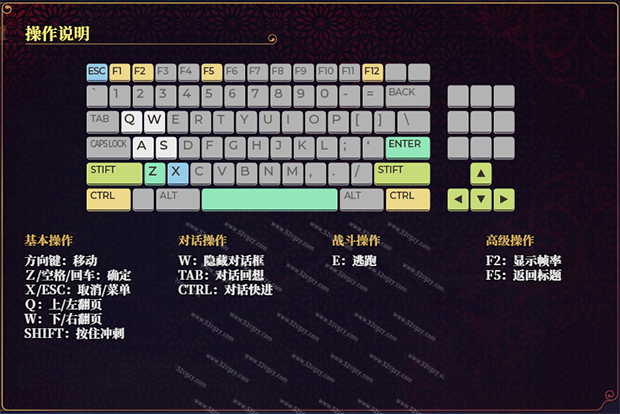 操作说明
ESC F1 F2 F3 F4 F5 F6 F7 F8 F9 F10 F11 F12
` 1 2 3 4 5 6 7 8 9 0 - = BACK
TAB Q W E R T Y U I O P [ ] \
CAPS LOCK A S D F G H J K L ; ‘ ENTER
STIFT Z X C V B N M , . / STIFT
CTRL ALT ALT CTRL
基本操作
方向键：移动
Z/空格/回车：确定
X/ESC：取消/菜单
Q：上/左翻页
W：下/右翻页
SHIFT：按住冲刺
对话操作
W：隐藏对话框
TAB：对话回想
CTRL：对话快进
战斗操作
E：逃跑
高级操作
F2：显示帧率
F5：返回标题
www.52cgzy.com